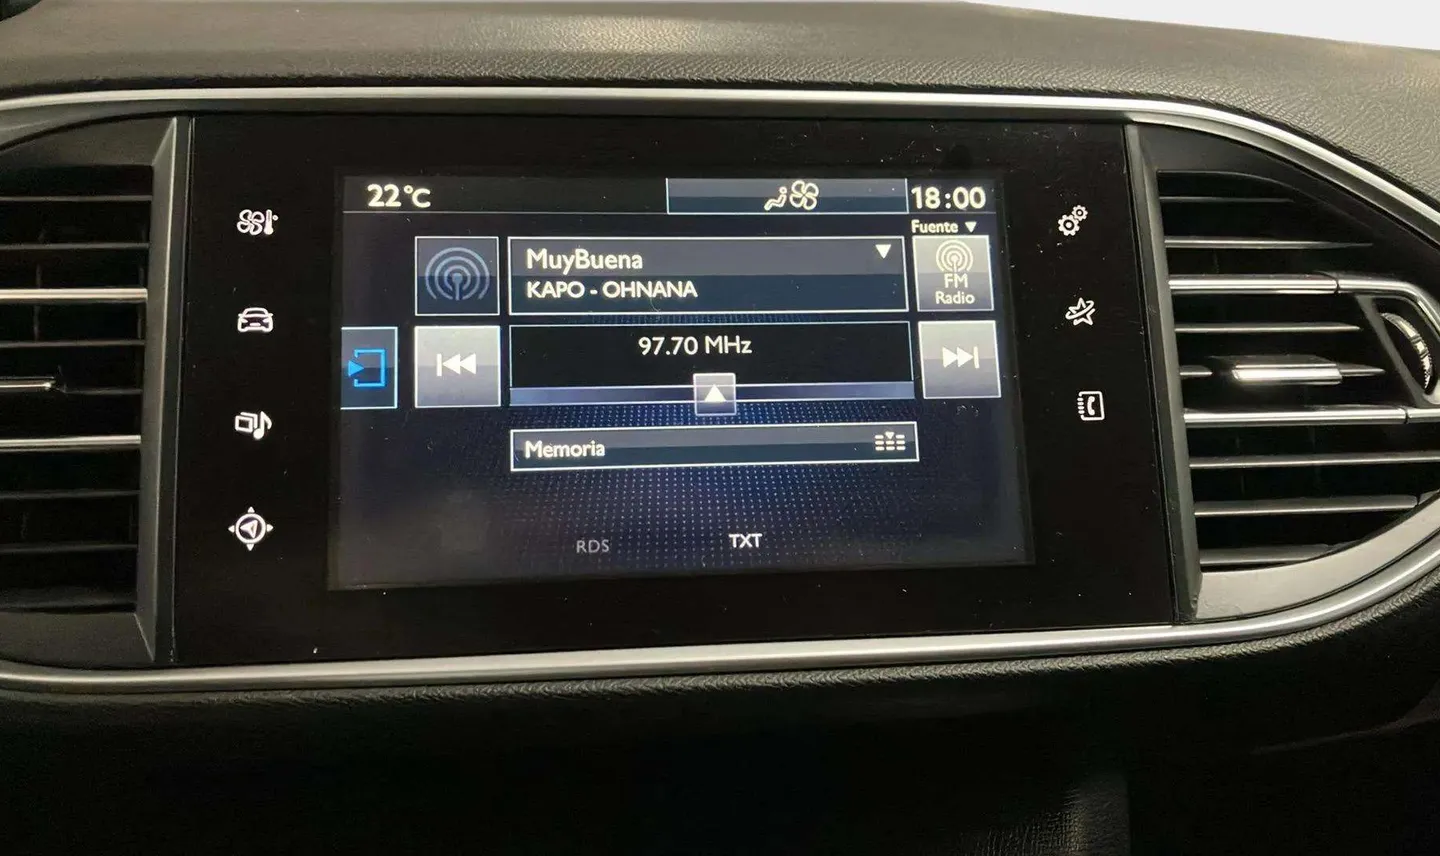 22°C
18:00
Fuente
MuyBuena
KAPO - OHNANA
FM
Radio
97.70 MHz
Memoria
RDS
TXT